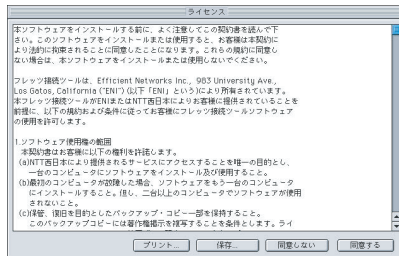 ライセンス
本ソフトウェアをインストールする前に、よく注意してこの契約書を読んで下
さい。このソフトウェアをインストールまたは使用すると、お客様は本契約に
より法的に拘束されることに同意したことになります。これらの規約に同意し
ない場合は、本ソフトウェアをインストールまたは使用しないでください。
フレッツ接続ツールは、Efficient Networks Inc., 983 University Ave.,
Los Gatos, California ("ENI") (以下「ENI」という)により所有されています。
本フレッツ接続ツールがENIまたはNTT西日本によりお客様に提供されていることを
前提に、以下の規約および条件に従ってお客様にフレッツ接続ツールソフトウェア
の使用を許可します。
1.ソフトウェア使用権の範囲
本契約書はお客様に以下の権利を許諾します。
(a)NTT西日本により提供されるサービスにアクセスすることを唯一の目的とし、
一台のコンピュータにソフトウェアをインストール及び使用すること。
(b)最初のコンピュータが故障した場合、ソフトウェアをもう一台のコンピュータ
にインストールすること。但し、二台以上のコンピュータでソフトウェアが使用
されないこと。
(c)保管、復旧を目的としたバックアップ・コピー一部を保持すること。
このバックアップコピーには著作権掲示を複写することを条件とします。ライ
プリント...
保存...
同意しない
同意する